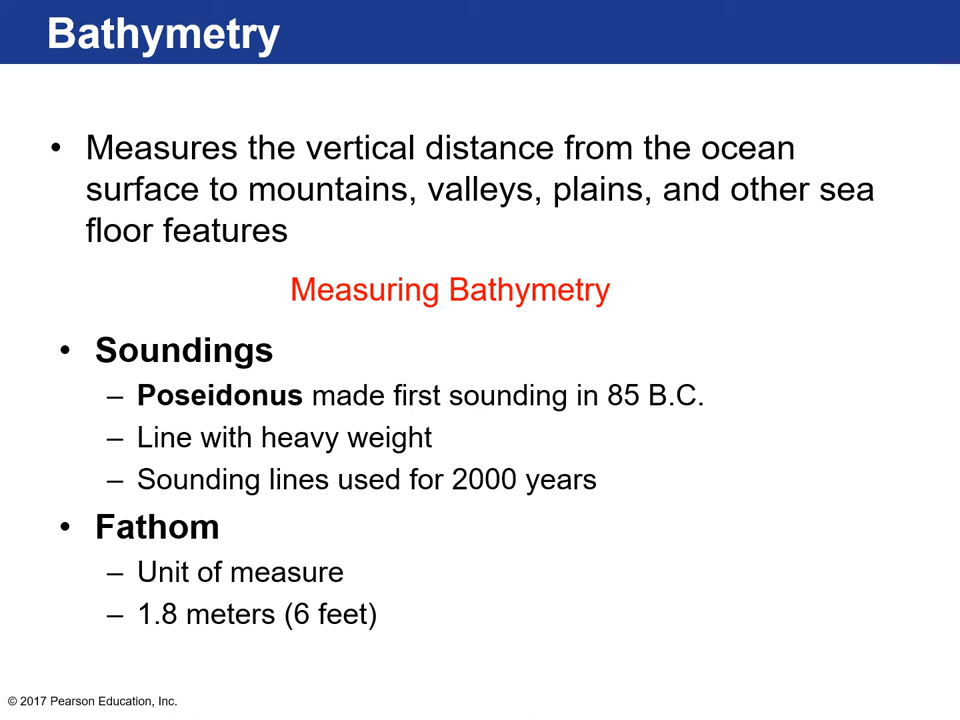 Bathymetry
• Measures the vertical distance from the ocean
surface to mountains, valleys, plains, and other sea
floor features
Measuring Bathymetry
• Soundings
– Poseidonus made first sounding in 85 B.C.
– Line with heavy weight
– Sounding lines used for 2000 years
• Fathom
– Unit of measure
– 1.8 meters (6 feet)
© 2017 Pearson Education, Inc.